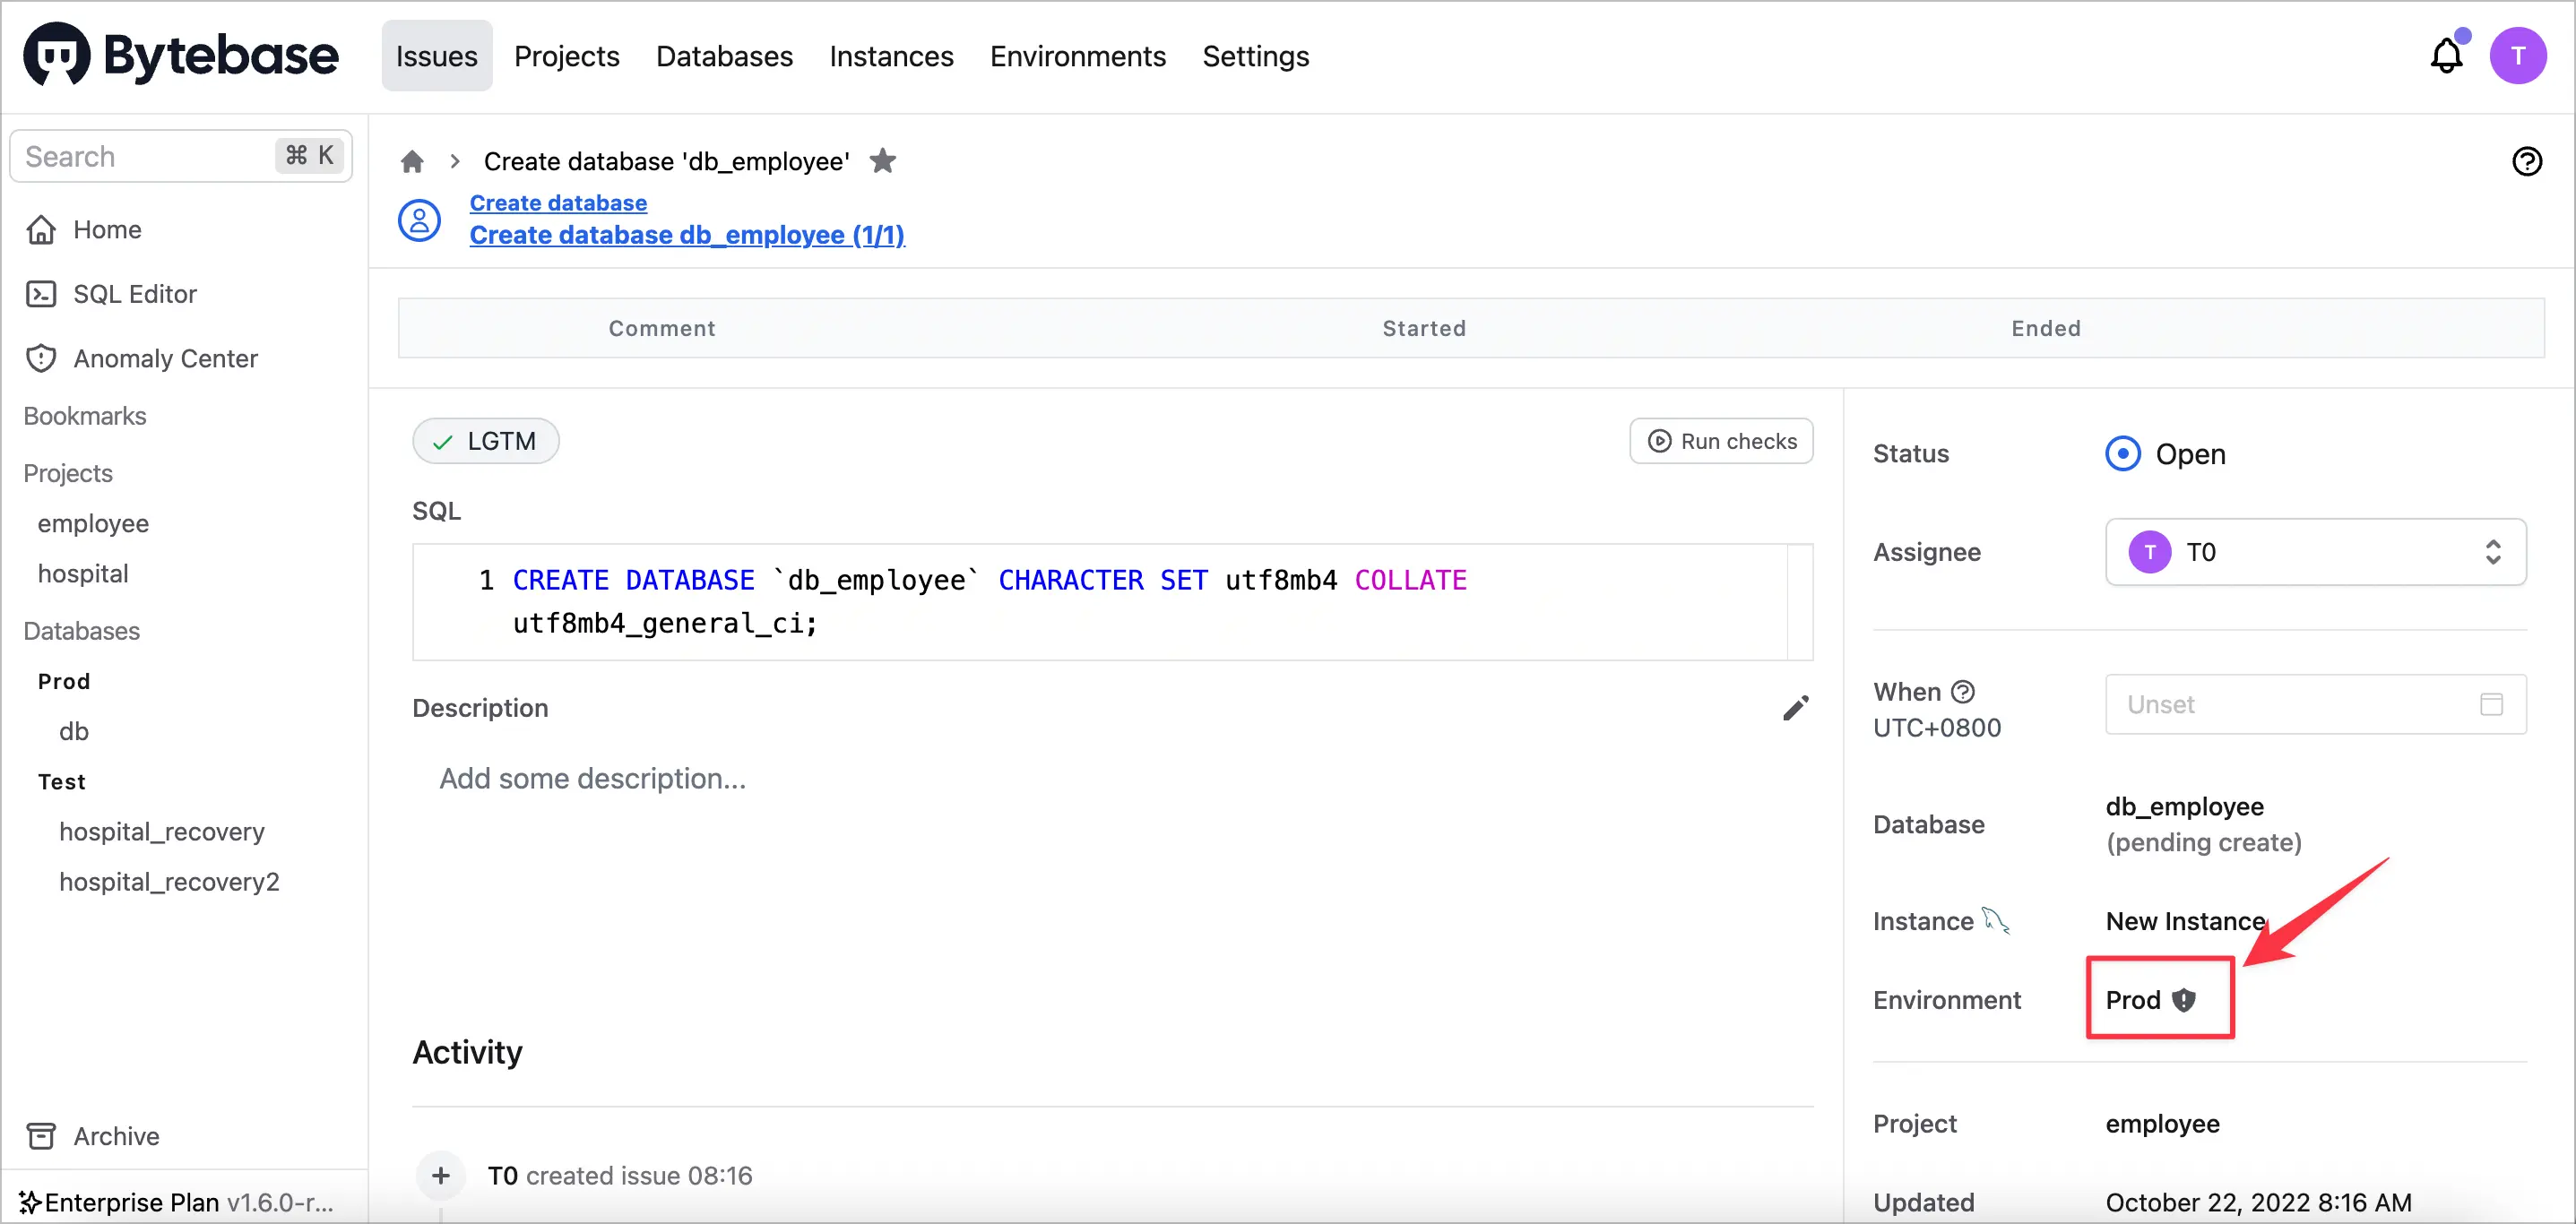 Bytebase
Issues
Projects
Databases
Instances
Environments
Settings
T
Search
⌘ K
Home
SQL Editor
Anomaly Center
Bookmarks
Projects
employee
hospital
Databases
Prod
db
Test
hospital_recovery
hospital_recovery2
Archive
Enterprise Plan v1.6.0-r...
Create database 'db_employee'
Create database
Create database db_employee (1/1)
Comment
Started
Ended
LGTM
Run checks
SQL
1 CREATE DATABASE `db_employee` CHARACTER SET utf8mb4 COLLATE
utf8mb4_general_ci;
Description
Add some description...
Activity
T0 created issue 08:16
Status
Open
Assignee
T
T0
When
UTC+0800
Unset
Database
db_employee
(pending create)
Instance
New Instance
Environment
Prod
Project
employee
Updated
October 22, 2022 8:16 AM